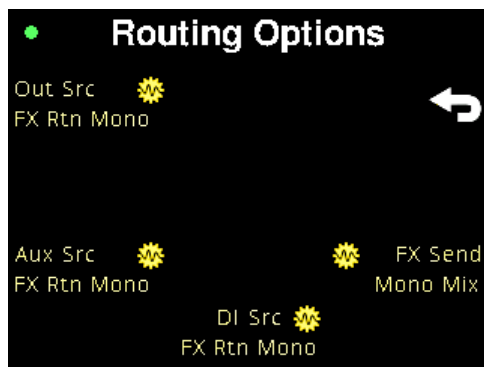 Routing Options
Out Src
FX Rtn Mono
Aux Src
FX Rtn Mono
FX Send
Mono Mix
DI Src
FX Rtn Mono